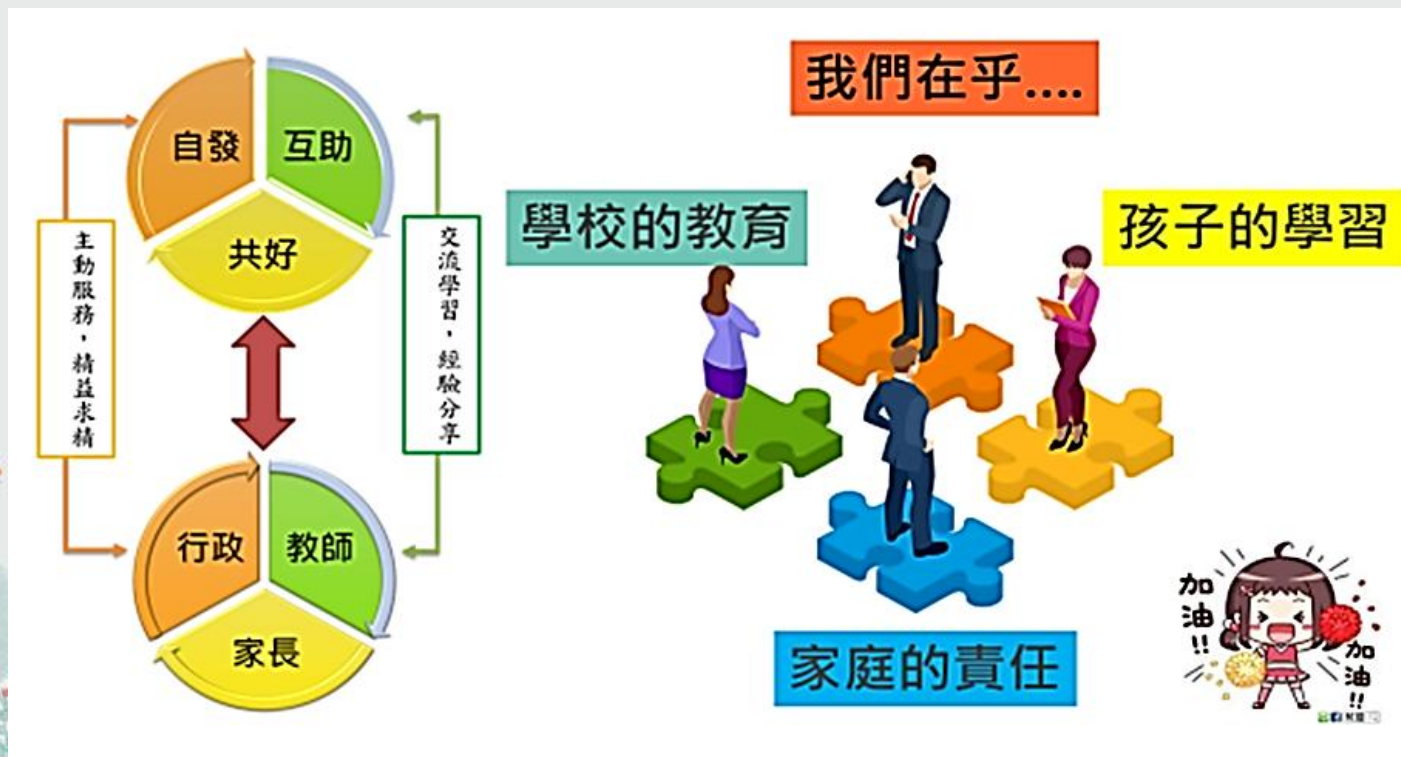 我們在乎....
自發
互助
共好
主動服務，精益求精
交流學習，經驗分享
行政
教師
家長
學校的教育
孩子的學習
家庭的責任
加油!!
加油!!